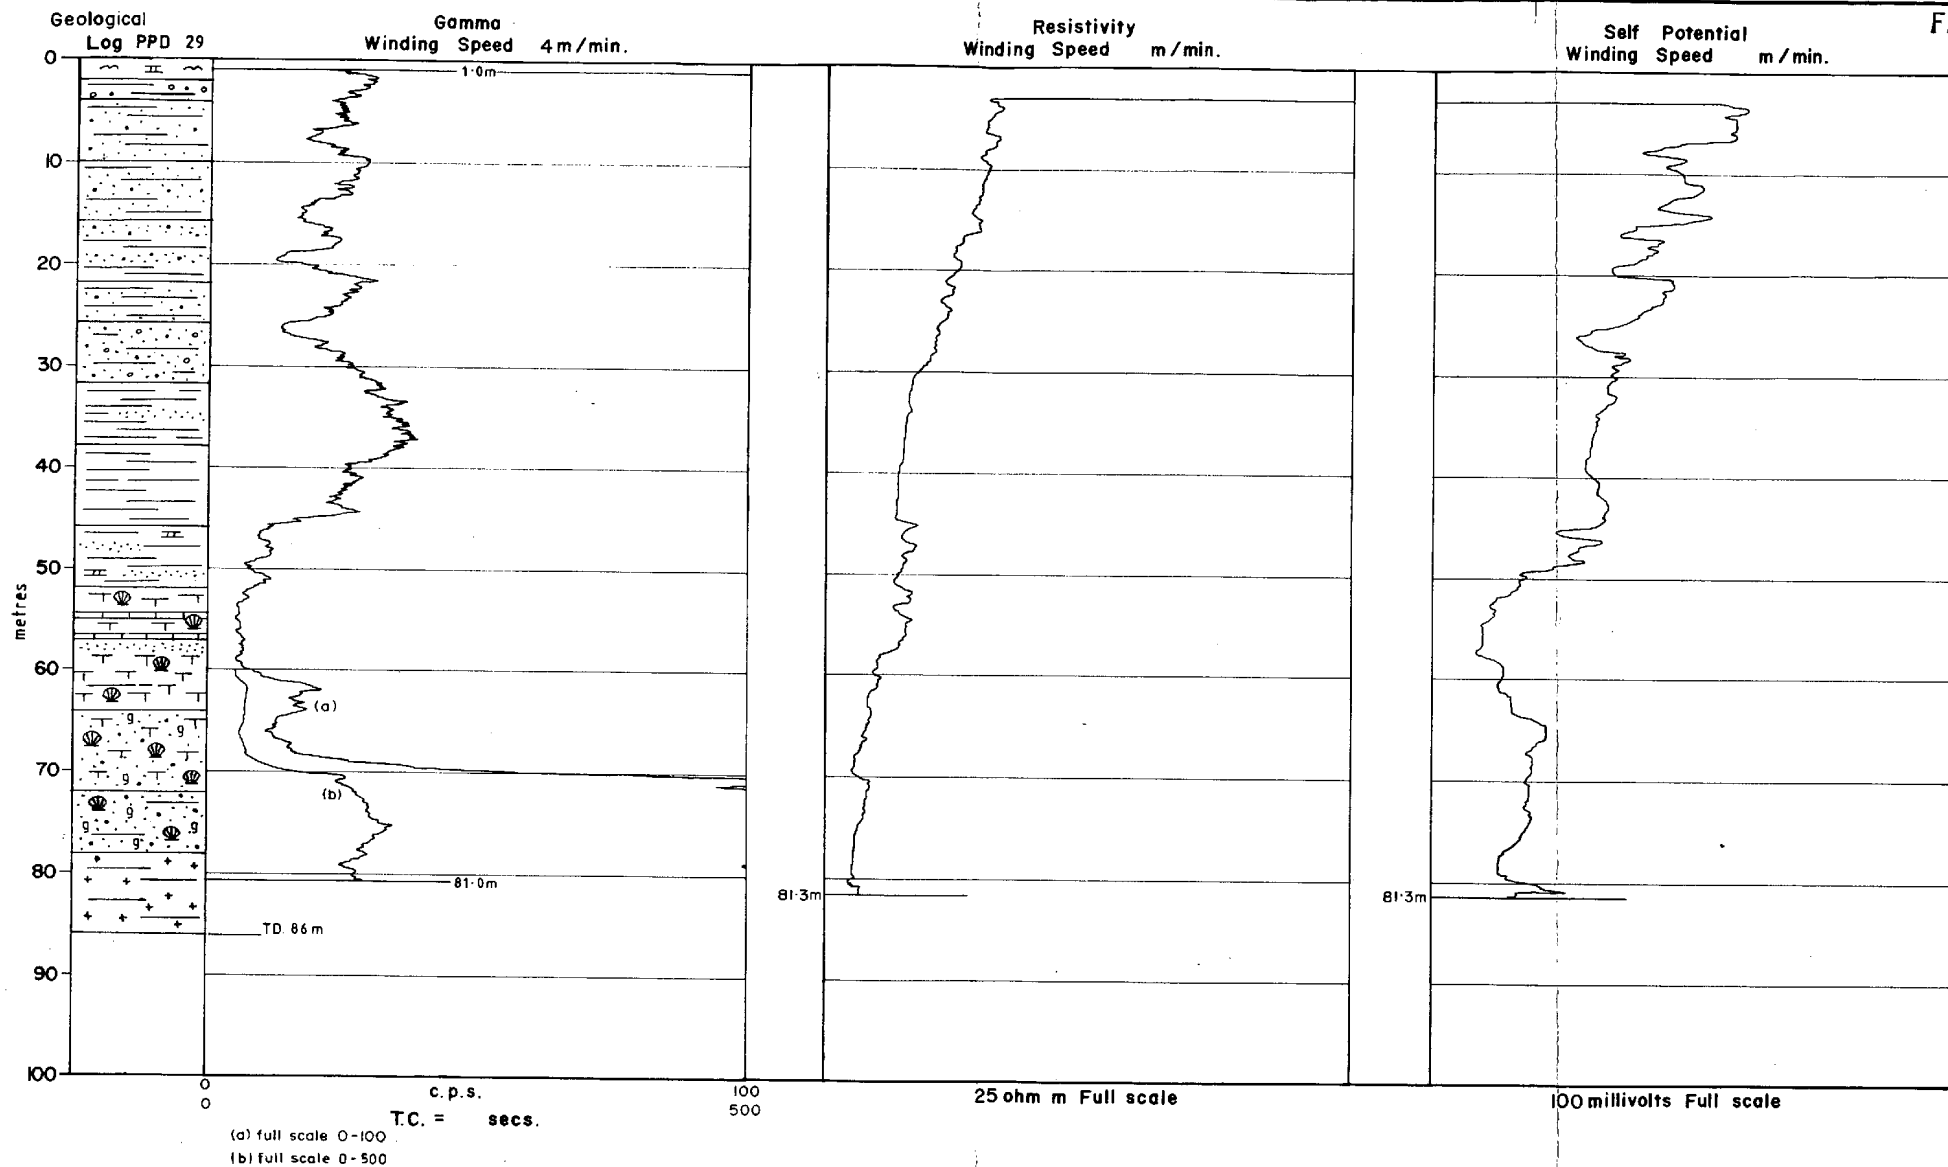 Geological
Log PPD 29
Gamma
Winding Speed 4 m/min.
Resistivity
Winding Speed m/min.
Self Potential
Winding Speed m/min.
0
1·0m
10
20
30
40
50
metres
60
(a)
g
g
70
g
(b)
g
g
g
g
80
81·0m
81·3m
81·3m
TD. 86m
90
100
0
c.p.s.
100
0
500
T.C. = secs.
25 ohm m Full scale
100 millivolts Full scale
(a) full scale 0-100
(b) full scale 0-500